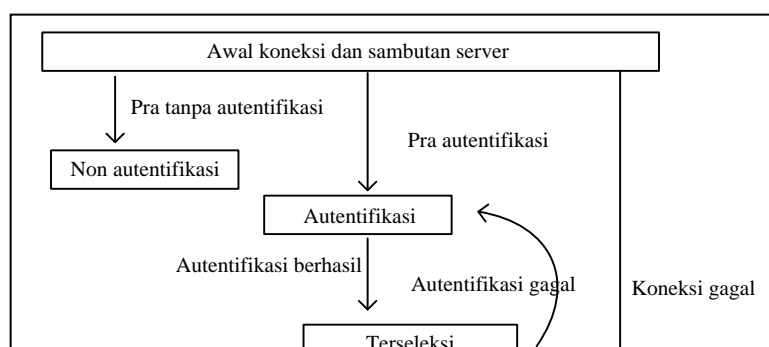 Awal koneksi dan sambutan server
Pra tanpa autentifikasi
Pra autentifikasi
Non autentifikasi
Autentifikasi
Autentifikasi berhasil
Autentifikasi gagal
Koneksi gagal
Terseleksi